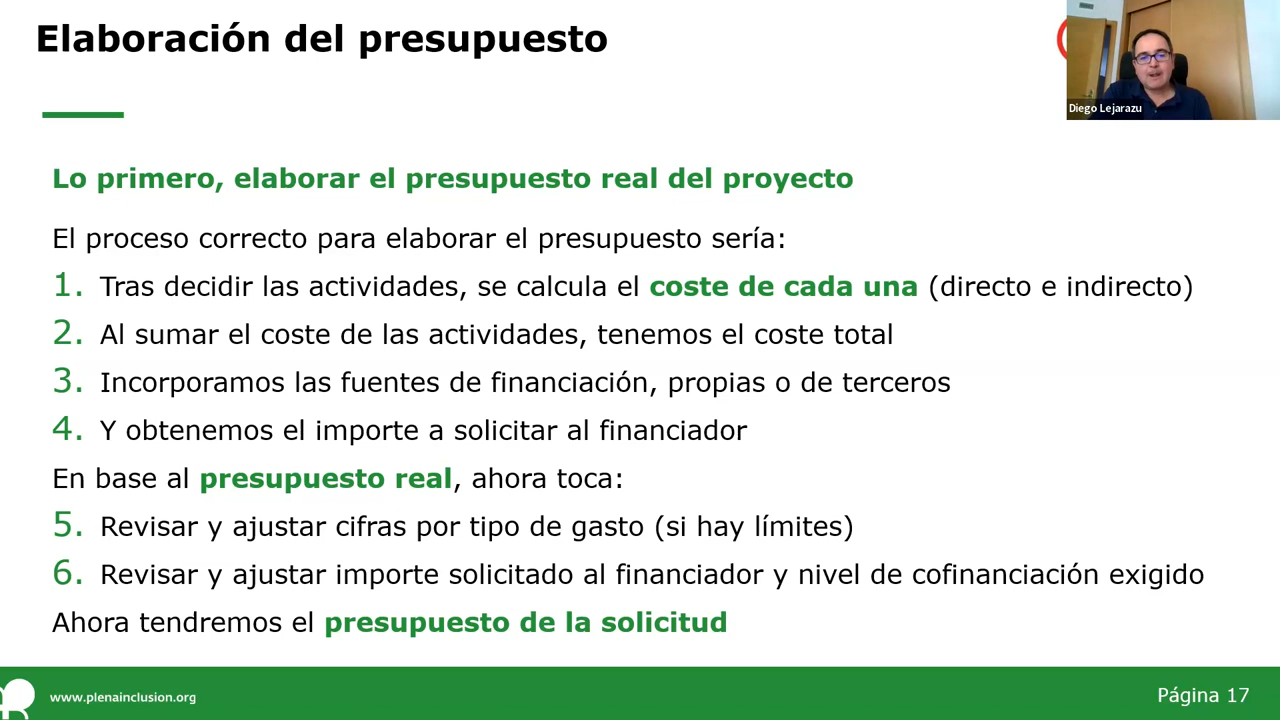 Elaboración del presupuesto
Diego Lejarazu
Lo primero, elaborar el presupuesto real del proyecto
El proceso correcto para elaborar el presupuesto sería:
1. Tras decidir las actividades, se calcula el coste de cada una (directo e indirecto)
2. Al sumar el coste de las actividades, tenemos el coste total
3. Incorporamos las fuentes de financiación, propias o de terceros
4. Y obtenemos el importe a solicitar al financiador
En base al presupuesto real, ahora toca:
5. Revisar y ajustar cifras por tipo de gasto (si hay límites)
6. Revisar y ajustar importe solicitado al financiador y nivel de cofinanciación exigido
Ahora tendremos el presupuesto de la solicitud
www.plenainclusion.org
Página 17